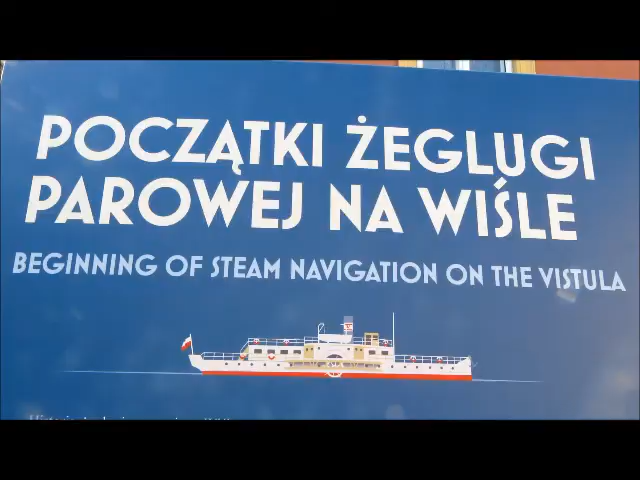 POCZĄTKI ŻEGLUGI
PAROWEJ NA WIŚLE
BEGINNING OF STEAM NAVIGATION ON THE VISTULA